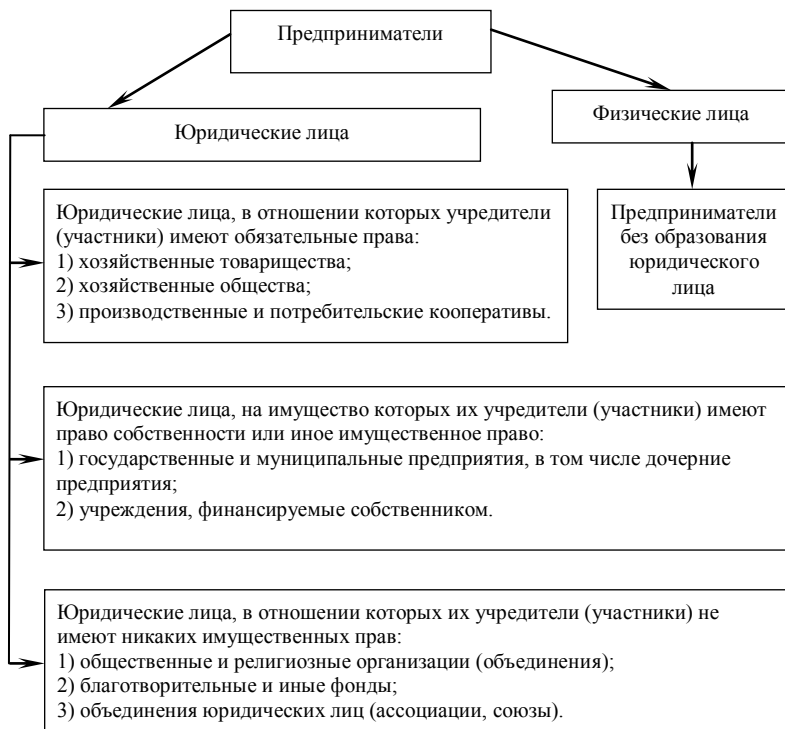 Предприниматели
Юридические лица
Физические лица
Юридические лица, в отношении которых учредители
(участники) имеют обязательные права:
1) хозяйственные товарищества;
2) хозяйственные общества;
3) производственные и потребительские кооперативы.
Предприниматели
без образования
юридического
лица
Юридические лица, на имущество которых их учредители (участники) имеют
право собственности или иное имущественное право:
1) государственные и муниципальные предприятия, в том числе дочерние
предприятия;
2) учреждения, финансируемые собственником.
Юридические лица, в отношении которых их учредители (участники) не
имеют никаких имущественных прав:
1) общественные и религиозные организации (объединения);
2) благотворительные и иные фонды;
3) объединения юридических лиц (ассоциации, союзы).